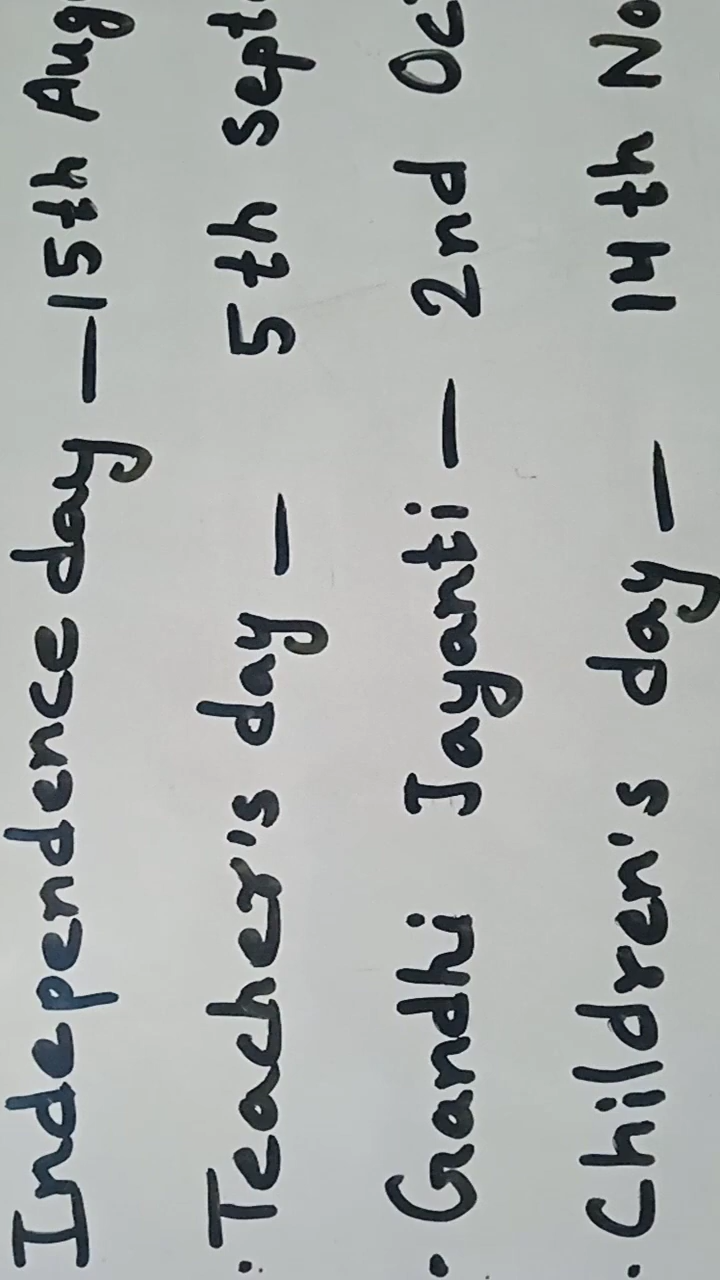 Independence day - 15th Aug
• Teacher's day - 5th Sept
• Gandhi Jayanti - 2nd Oc
• Children's day - 14th No